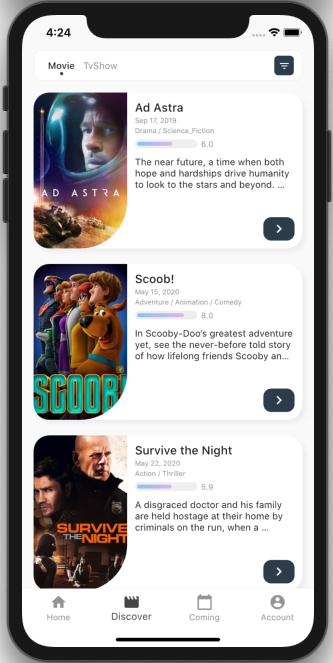 4:24
Movie TvShow
Ad Astra
Sep 17, 2019
Drama / Science_Fiction
6.0
The near future, a time when both
hope and hardships drive humanity
to look to the stars and beyond. ...
AD ASTRA
Scoob!
May 15, 2020
Adventure / Animation / Comedy
8.0
In Scooby-Doo's greatest adventure
yet, see the never-before told story
of how lifelong friends Scooby an...
SCOOB!
Survive the Night
May 22, 2020
Action / Thriller
5.9
A disgraced doctor and his family
are held hostage at their home by
criminals on the run, when a ...
SURVIVE
THE NIGHT
Home Discover Coming Account